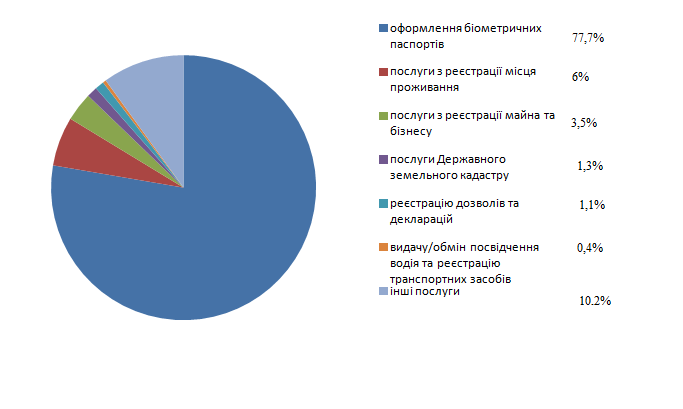 оформлення біометричних
паспортів
77,7%
послуги з реєстрації місця
проживання
6%
послуги з реєстрації майна та
бізнесу
3,5%
послуги Державного
земельного кадастру
1,3%
реєстрацію дозволів та
декларацій
1,1%
видачу/обмін посвідчення
водія та реєстрацію
транспортних засобів
0,4%
інші послуги
10.2%